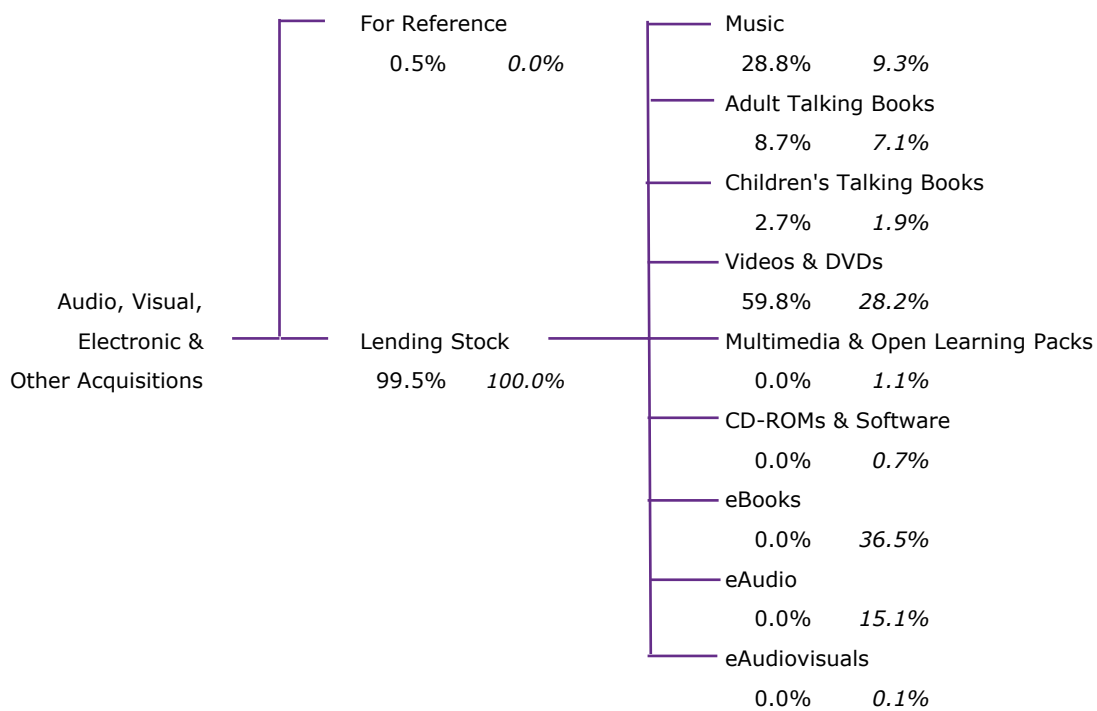 For Reference
0.5% 0.0%
Audio, Visual,
Electronic &
Other Acquisitions
Lending Stock
99.5% 100.0%
Music
28.8% 9.3%
Adult Talking Books
8.7% 7.1%
Children's Talking Books
2.7% 1.9%
Videos & DVDs
59.8% 28.2%
Multimedia & Open Learning Packs
0.0% 1.1%
CD-ROMs & Software
0.0% 0.7%
eBooks
0.0% 36.5%
eAudio
0.0% 15.1%
eAudiovisuals
0.0% 0.1%